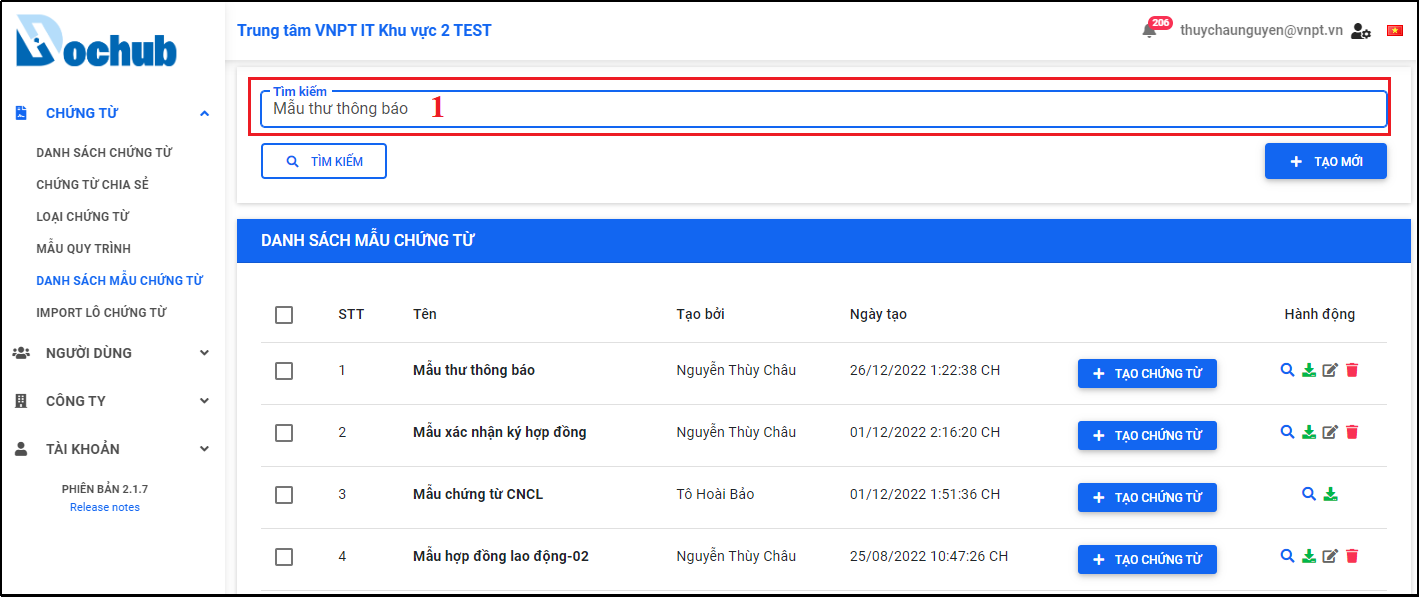 Dochub
Trung tâm VNPT IT Khu vực 2 TEST
206
thuychaunguyen@vnpt.vn
CHỨNG TỪ
DANH SÁCH CHỨNG TỪ
CHỨNG TỪ CHIA SẺ
LOẠI CHỨNG TỪ
MẪU QUY TRÌNH
DANH SÁCH MẪU CHỨNG TỪ
IMPORT LÔ CHỨNG TỪ
NGƯỜI DÙNG
CÔNG TY
TÀI KHOẢN
PHIÊN BẢN 2.1.7
Release notes
Tìm kiếm
Mẫu thư thông báo 1
TÌM KIẾM
TẠO MỚI
DANH SÁCH MẪU CHỨNG TỪ
STT Tên Tạo bởi Ngày tạo Hành động
1 Mẫu thư thông báo Nguyễn Thùy Châu 26/12/2022 1:22:38 CH TẠO CHỨNG TỪ
2 Mẫu xác nhận ký hợp đồng Nguyễn Thùy Châu 01/12/2022 2:16:20 CH TẠO CHỨNG TỪ
3 Mẫu chứng từ CNCL Tô Hoài Bảo 01/12/2022 1:51:36 CH TẠO CHỨNG TỪ
4 Mẫu hợp đồng lao động-02 Nguyễn Thùy Châu 25/08/2022 10:47:26 CH TẠO CHỨNG TỪ